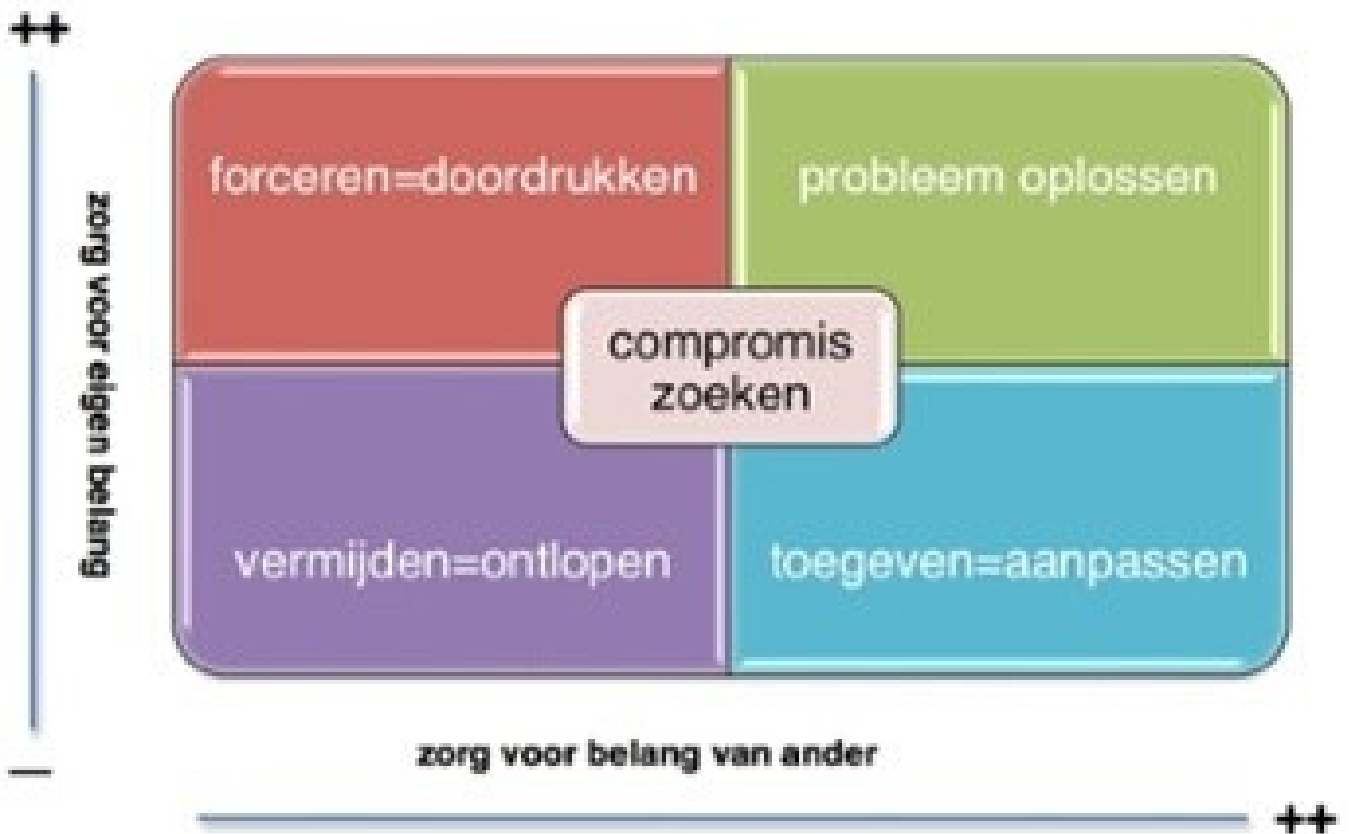 ++
forceren=doordrukken
probleem oplossen
zorg voor eigen belang
compromis
zoeken
vermijden=ontlopen
toegeven=aanpassen
zorg voor belang van ander
—
++